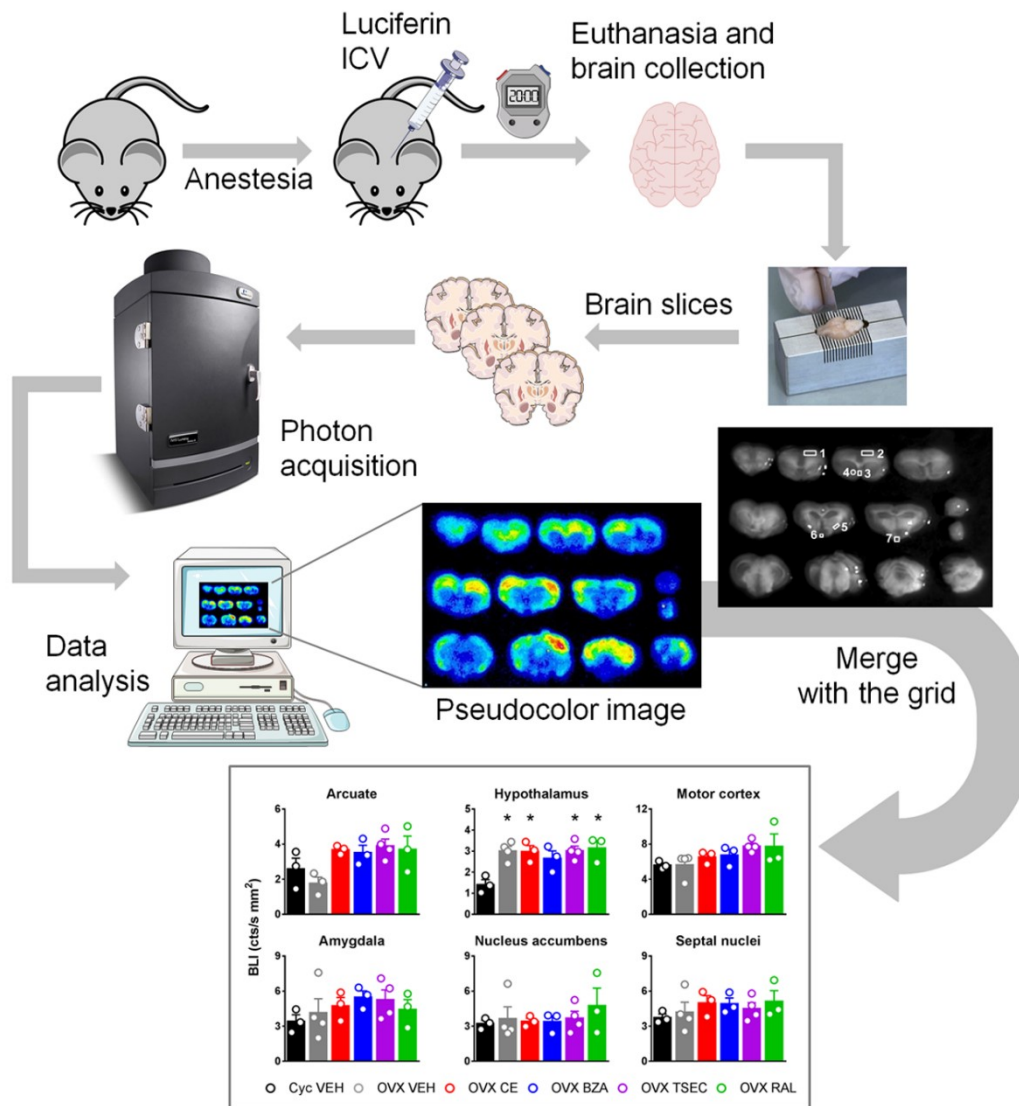 Luciferin
ICV
Euthanasia and
brain collection
20:00
Anestesia
Brain slices
Photon
acquisition
1
2
4
3
5
6
7
Data
analysis
Pseudocolor image
Merge
with the grid
Arcuate
Hypothalamus
Motor cortex
6
4
2
0
5
4
3
2
1
0
* * * *
12
8
4
0
BLI (cts/s mm²)
Amygdala
Nucleus accumbens
Septal nuclei
9
6
3
0
9
6
3
0
9
6
3
0
Cyc VEH
OVX VEH
OVX CE
OVX BZA
OVX TSEC
OVX RAL